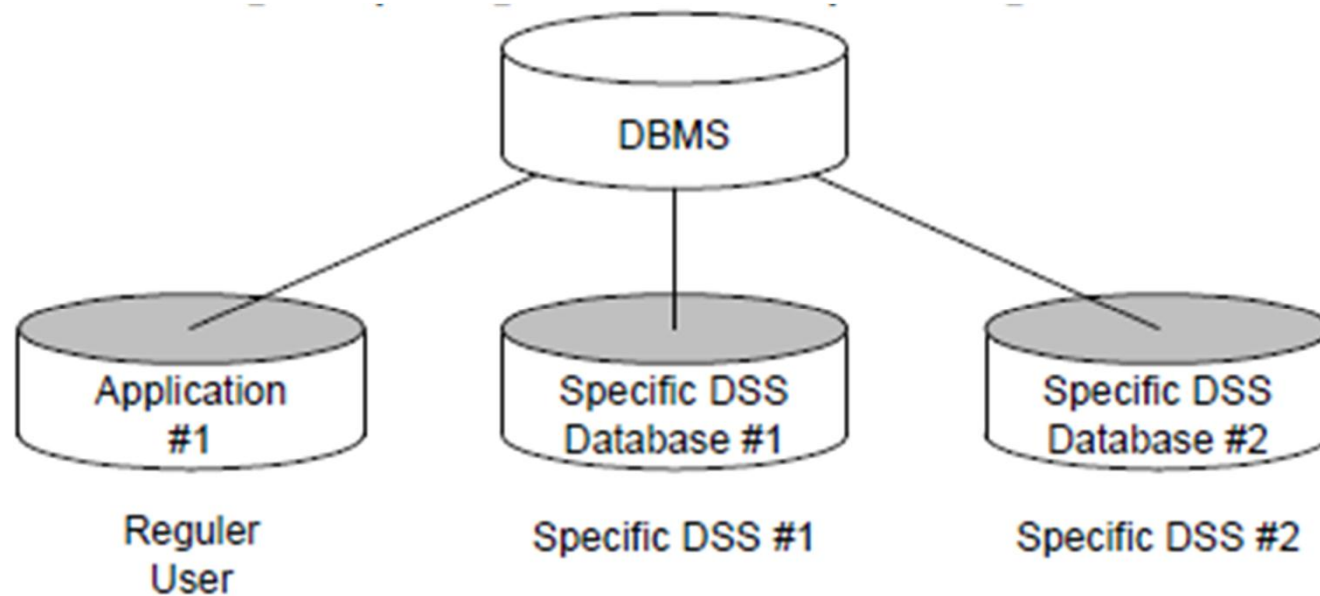 DBMS
Application
#1
Specific DSS
Database #1
Specific DSS
Database #2
Reguler
User
Specific DSS #1
Specific DSS #2